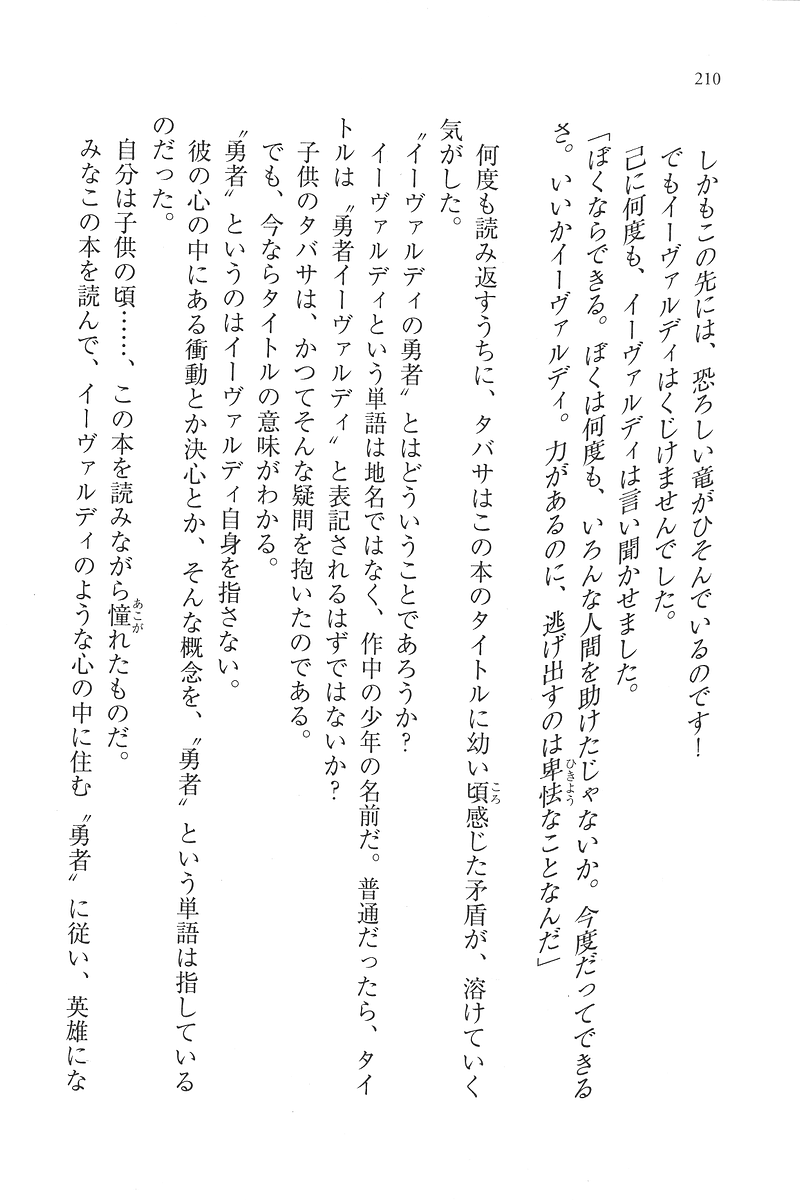 210
しかもこの先には、恐ろしい竜がひそんでいるのです！
でもイーヴァルディはくじけませんでした。
己に何度も、イーヴァルディは言い聞かせました。
「ぼくならできる。ぼくは何度も、いろんな人間を助けたじゃないか。今度だってできる
さ。いいかイーヴァルディ。力があるのに、逃げ出すのは卑怯なことなんだ」
何度も読み返すうちに、タバサはこの本のタイトルに幼い頃感じた矛盾が、溶けていく
気がした。
〝イーヴァルディの勇者〟とはどういうことであろうか？
イーヴァルディという単語は地名ではなく、作中の少年の名前だ。普通だったら、タイ
トルは〝勇者イーヴァルディ〟と表記されるはずではないか？
子供のタバサは、かつてそんな疑問を抱いたのである。
でも、今ならタイトルの意味がわかる。
〝勇者〟というのはイーヴァルディ自身を指さない。
彼の心の中にある衝動とか決心とか、そんな概念を、〝勇者〟という単語は指している
のだった。
自分は子供の頃……、この本を読みながら憧れたものだ。
みなこの本を読んで、イーヴァルディのような心の中に住む〝勇者〟に従い、英雄にな